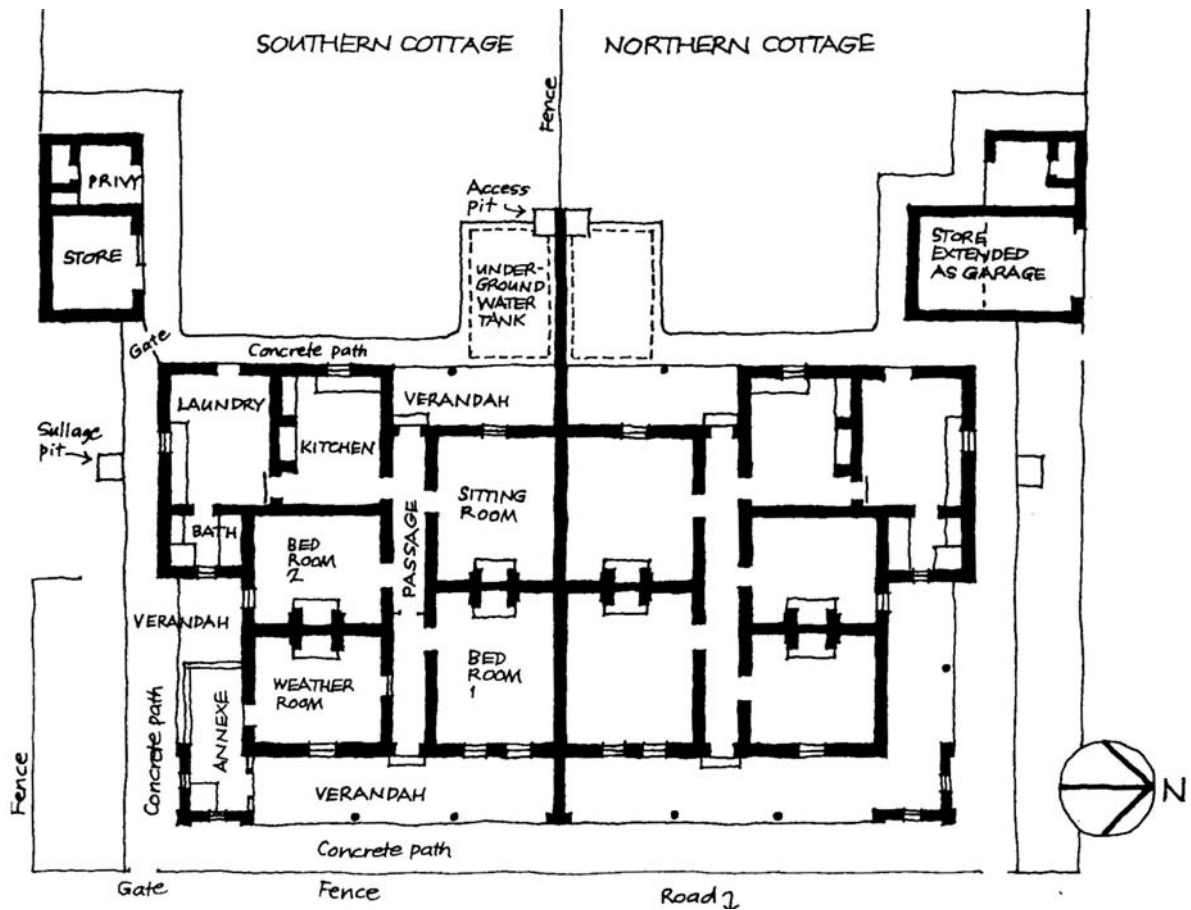 SOUTHERN COTTAGE
NORTHERN COTTAGE
Fence
PRIVY
STORE
Access
pit
UNDER-
GROUND
WATER
TANK
STORE
EXTENDED
AS GARAGE
Gate
Concrete path
LAUNDRY
KITCHEN
VERANDAH
Sullage
pit
SITTING
ROOM
BATH
BED
ROOM
2
PASSAGE
VERANDAH
BED
ROOM
1
WEATHER
ROOM
ANNEXE
Concrete path
Fence
VERANDAH
N
Concrete path
Gate
Fence
Road